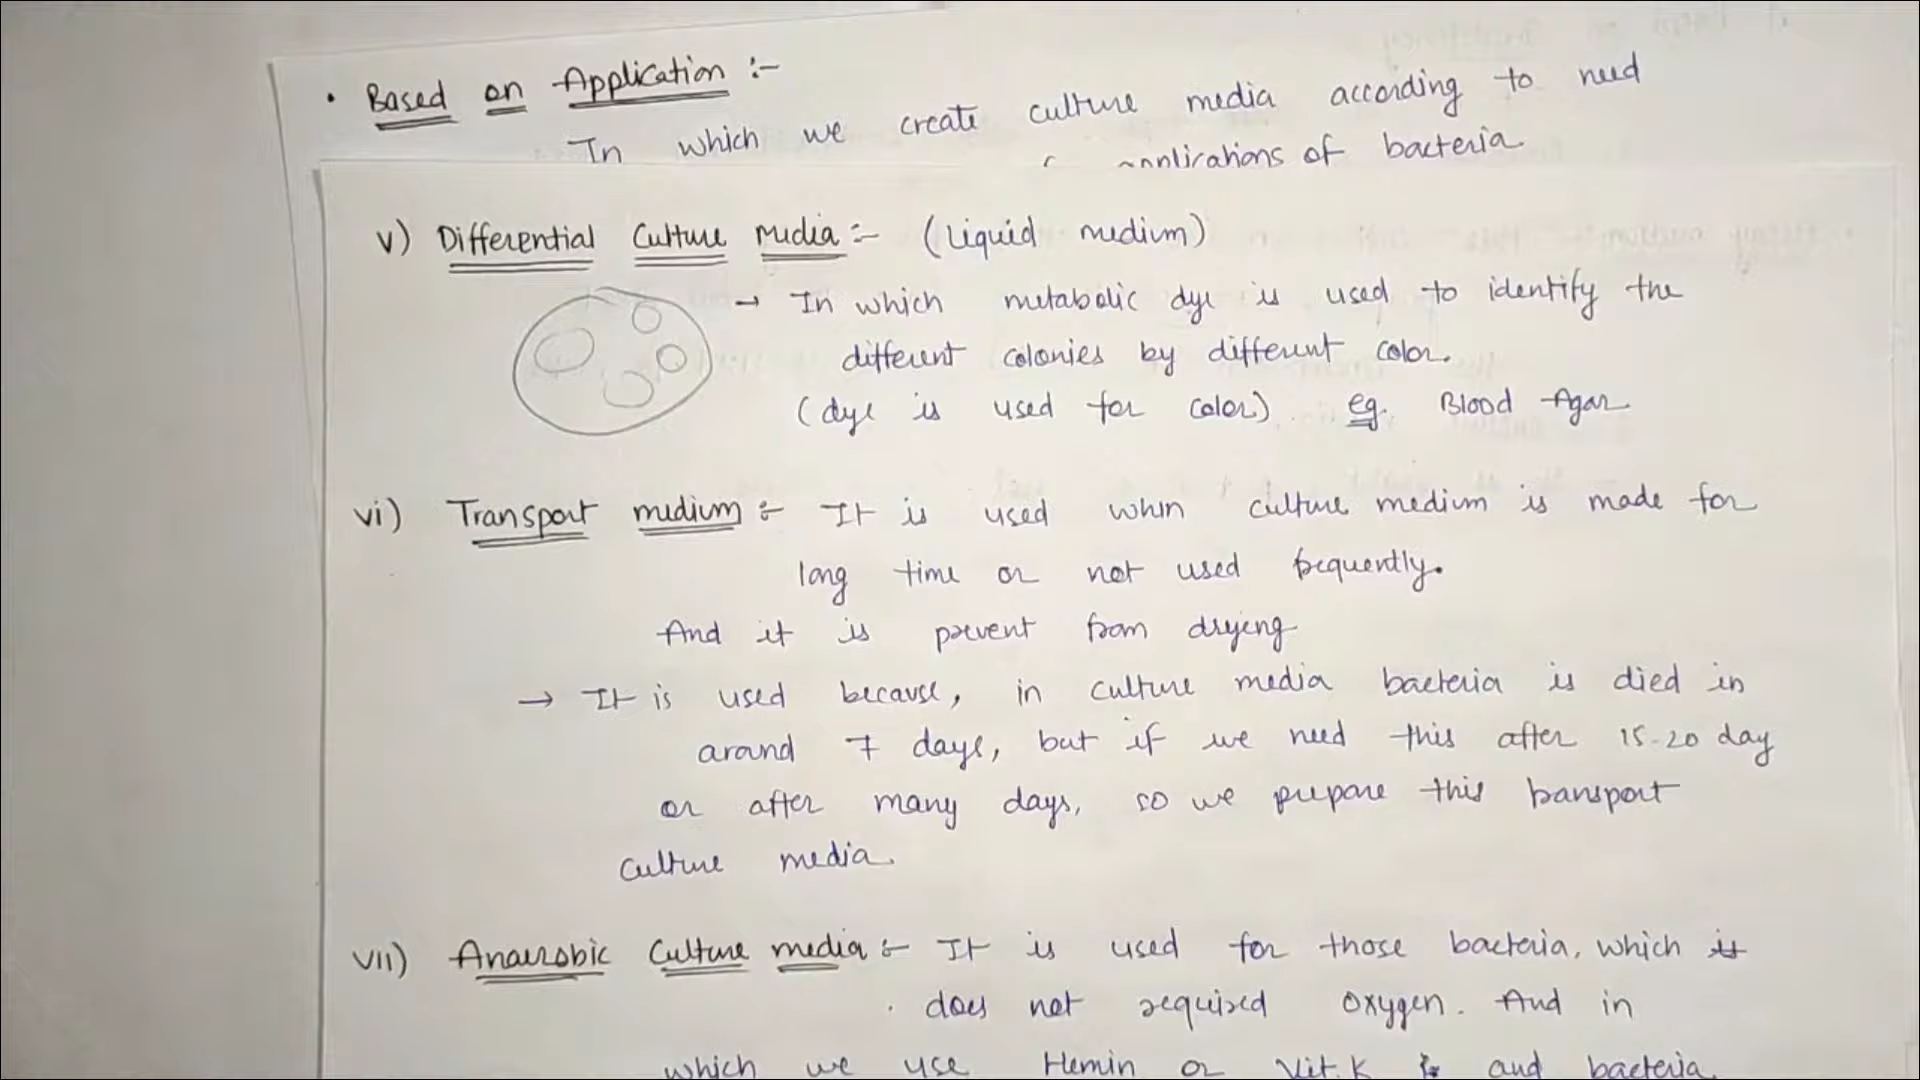 • Based on Application :-
In which we create culture media according to need
applications of bacteria
v) Differential Culture media :- (Liquid medium)
→ In which metabolic dye is used to identify the
different colonies by different color.
(dye is used for color) eg. Blood Agar
vi) Transport medium :- It is used when culture medium is made for
long time or not used frequently.
And it is prevent from drying
→ It is used because, in culture media bacteria is died in
around 7 days, but if we need this after 15-20 day
or after many days, so we prepare this transport
culture media.
vii) Anaerobic Culture media :- It is used for those bacteria, which
does not required oxygen. And in
which we use Hemin or Vit. K and bacteria